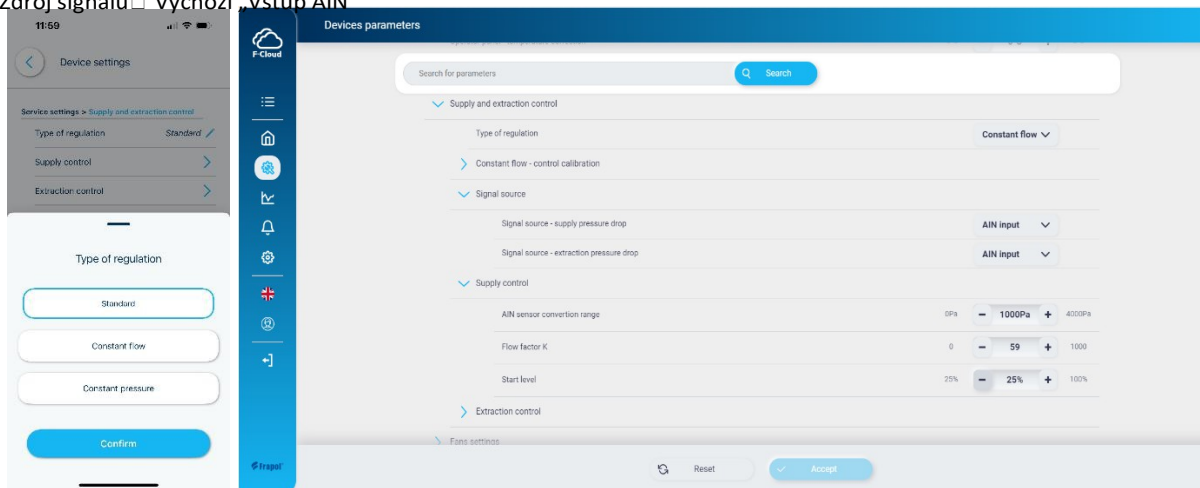 Zdroj signálu□ Výchozí „Vstup AIN“
11:59
Device settings
Service settings > Supply and extraction control
Type of regulation Standard
Supply control
Extraction control
Type of regulation
Standard
Constant flow
Constant pressure
Confirm
F-Cloud
Frapol
Devices parameters
Search for parameters
Search
Supply and extraction control
Type of regulation Constant flow
Constant flow - control calibration
Signal source
Signal source - supply pressure drop AIN input
Signal source - extraction pressure drop AIN input
Supply control
AIN sensor convertion range 0Pa − 1000Pa + 4000Pa
Flow factor K 0 − 59 + 1000
Start level 25% − 25% + 100%
Extraction control
Fans settings
Reset
Accept